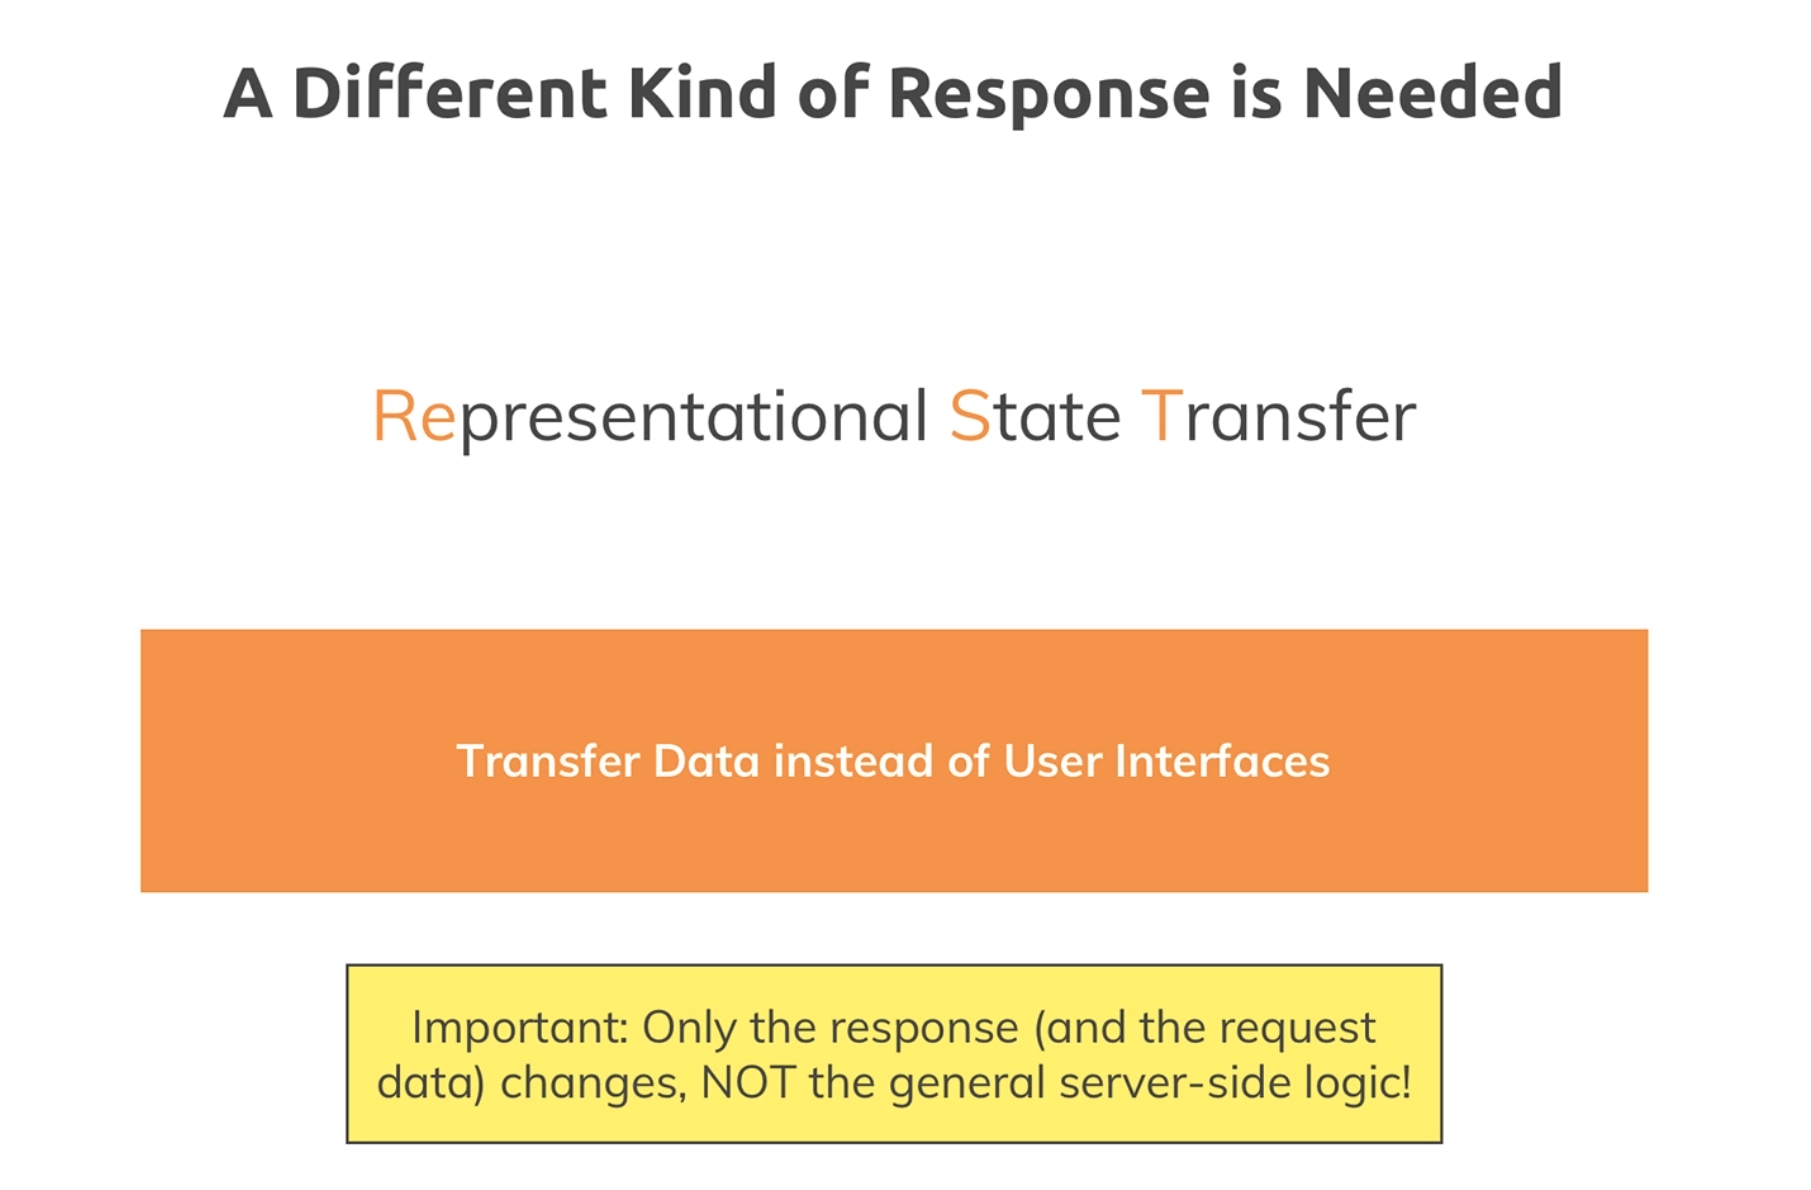 A Different Kind of Response is Needed
Representational State Transfer
Transfer Data instead of User Interfaces
Important: Only the response (and the request
data) changes, NOT the general server-side logic!